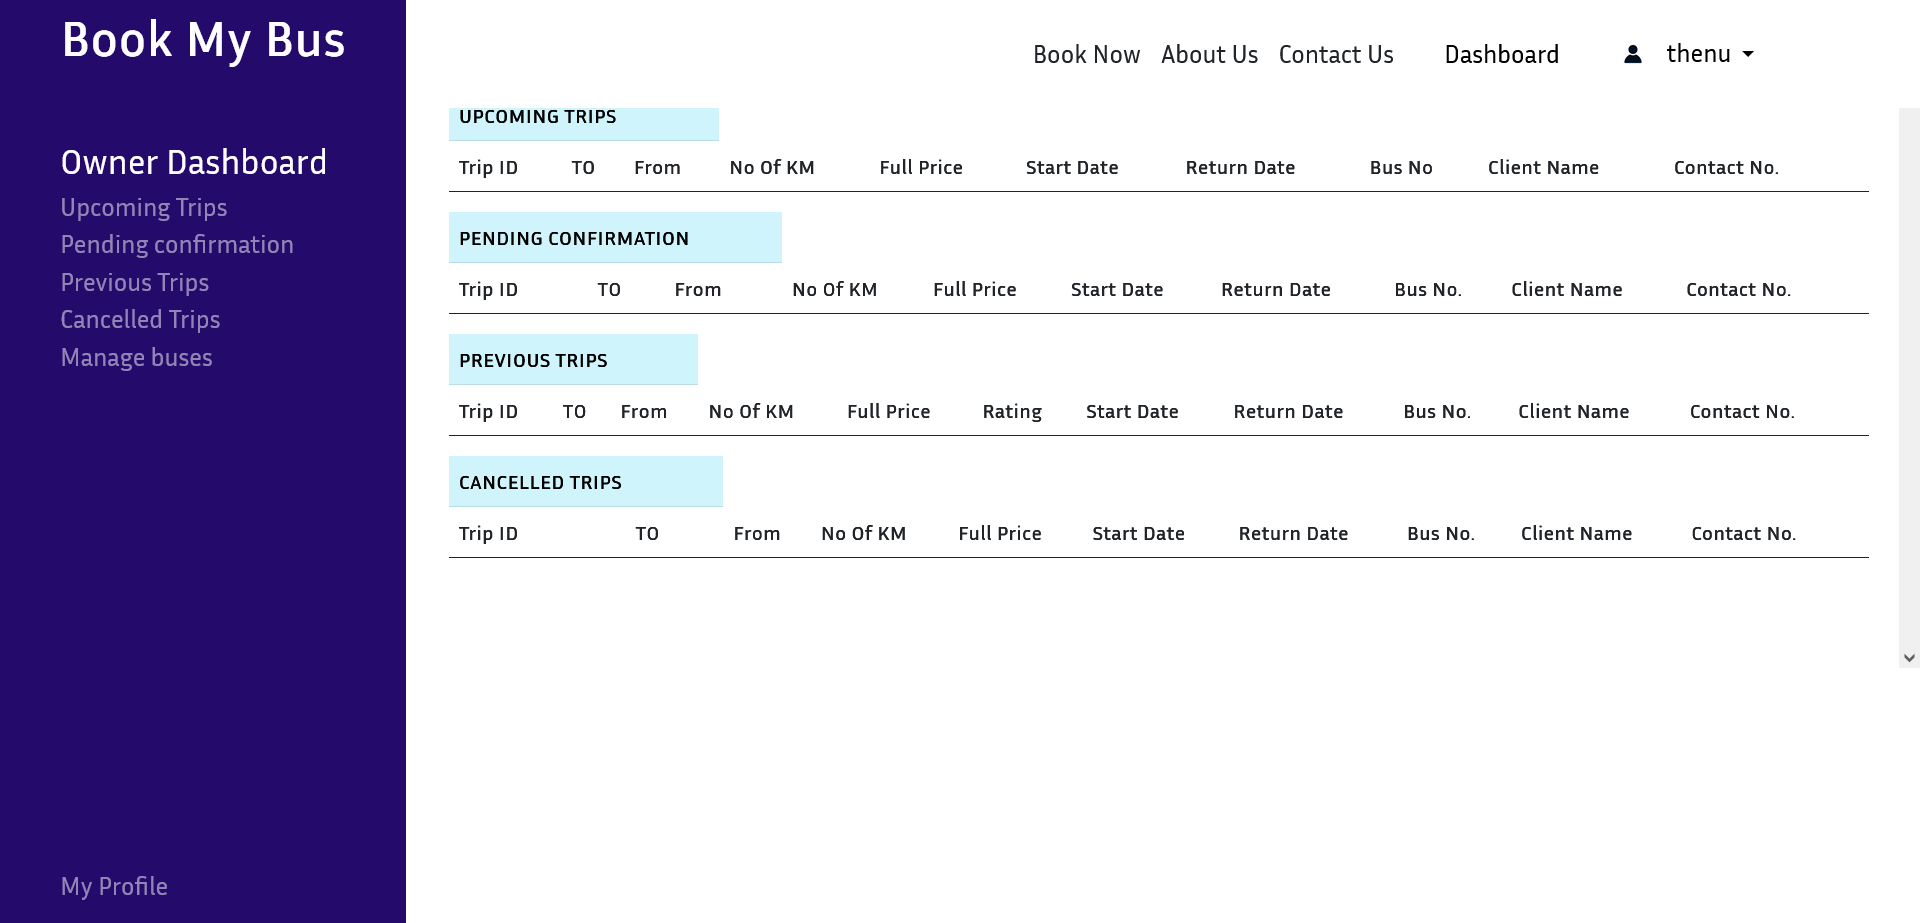 Book My Bus
Book Now About Us Contact Us Dashboard thenu
Owner Dashboard
Upcoming Trips
Pending confirmation
Previous Trips
Cancelled Trips
Manage buses
My Profile
UPCOMING TRIPS
Trip ID TO From No Of KM Full Price Start Date Return Date Bus No Client Name Contact No.
PENDING CONFIRMATION
Trip ID TO From No Of KM Full Price Start Date Return Date Bus No. Client Name Contact No.
PREVIOUS TRIPS
Trip ID TO From No Of KM Full Price Rating Start Date Return Date Bus No. Client Name Contact No.
CANCELLED TRIPS
Trip ID TO From No Of KM Full Price Start Date Return Date Bus No. Client Name Contact No.